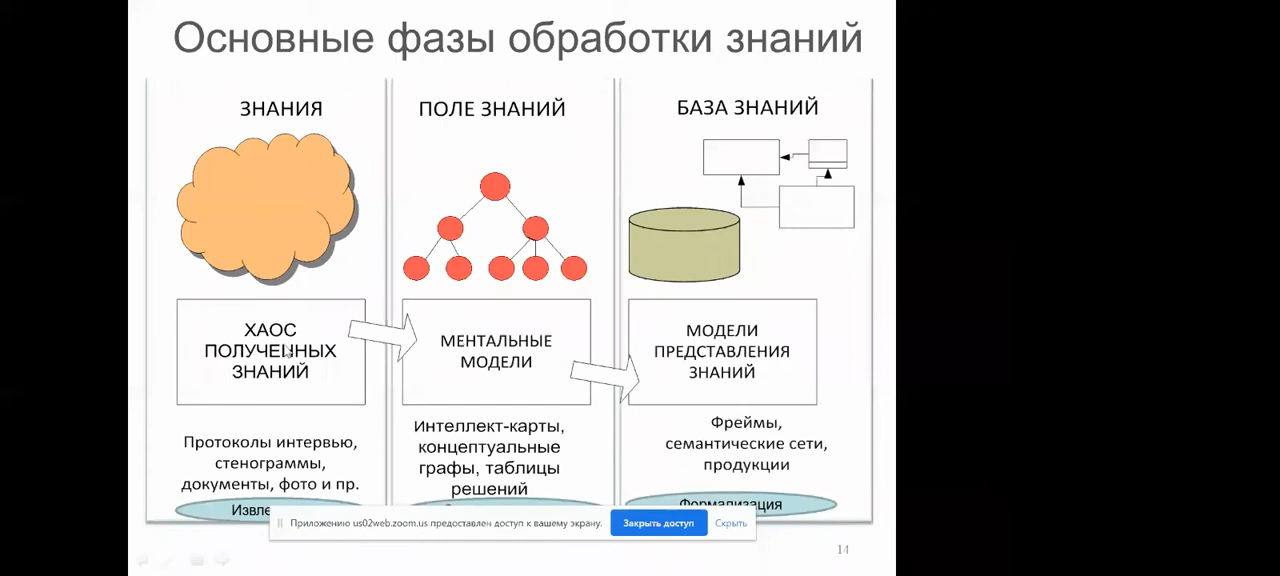 Основные фазы обработки знаний
ЗНАНИЯ
ХАОС
ПОЛУЧЕННЫХ
ЗНАНИЙ
Протоколы интервью,
стенограммы,
документы, фото и пр.
ПОЛЕ ЗНАНИЙ
МЕНТАЛЬНЫЕ
МОДЕЛИ
Интеллект-карты,
концептуальные
графы, таблицы
решений
БАЗА ЗНАНИЙ
МОДЕЛИ
ПРЕДСТАВЛЕНИЯ
ЗНАНИЙ
Фреймы,
семантические сети,
продукции
Формализация
Приложению us02web.zoom.us предоставлен доступ к вашему экрану.
Закрыть доступ
Скрыть
14